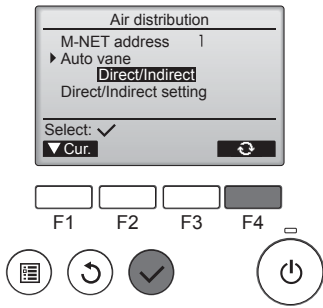 Air distribution
M-NET address 1
Auto vane
Direct/Indirect
Direct/Indirect setting
Select:
Cur.
F1 F2 F3 F4